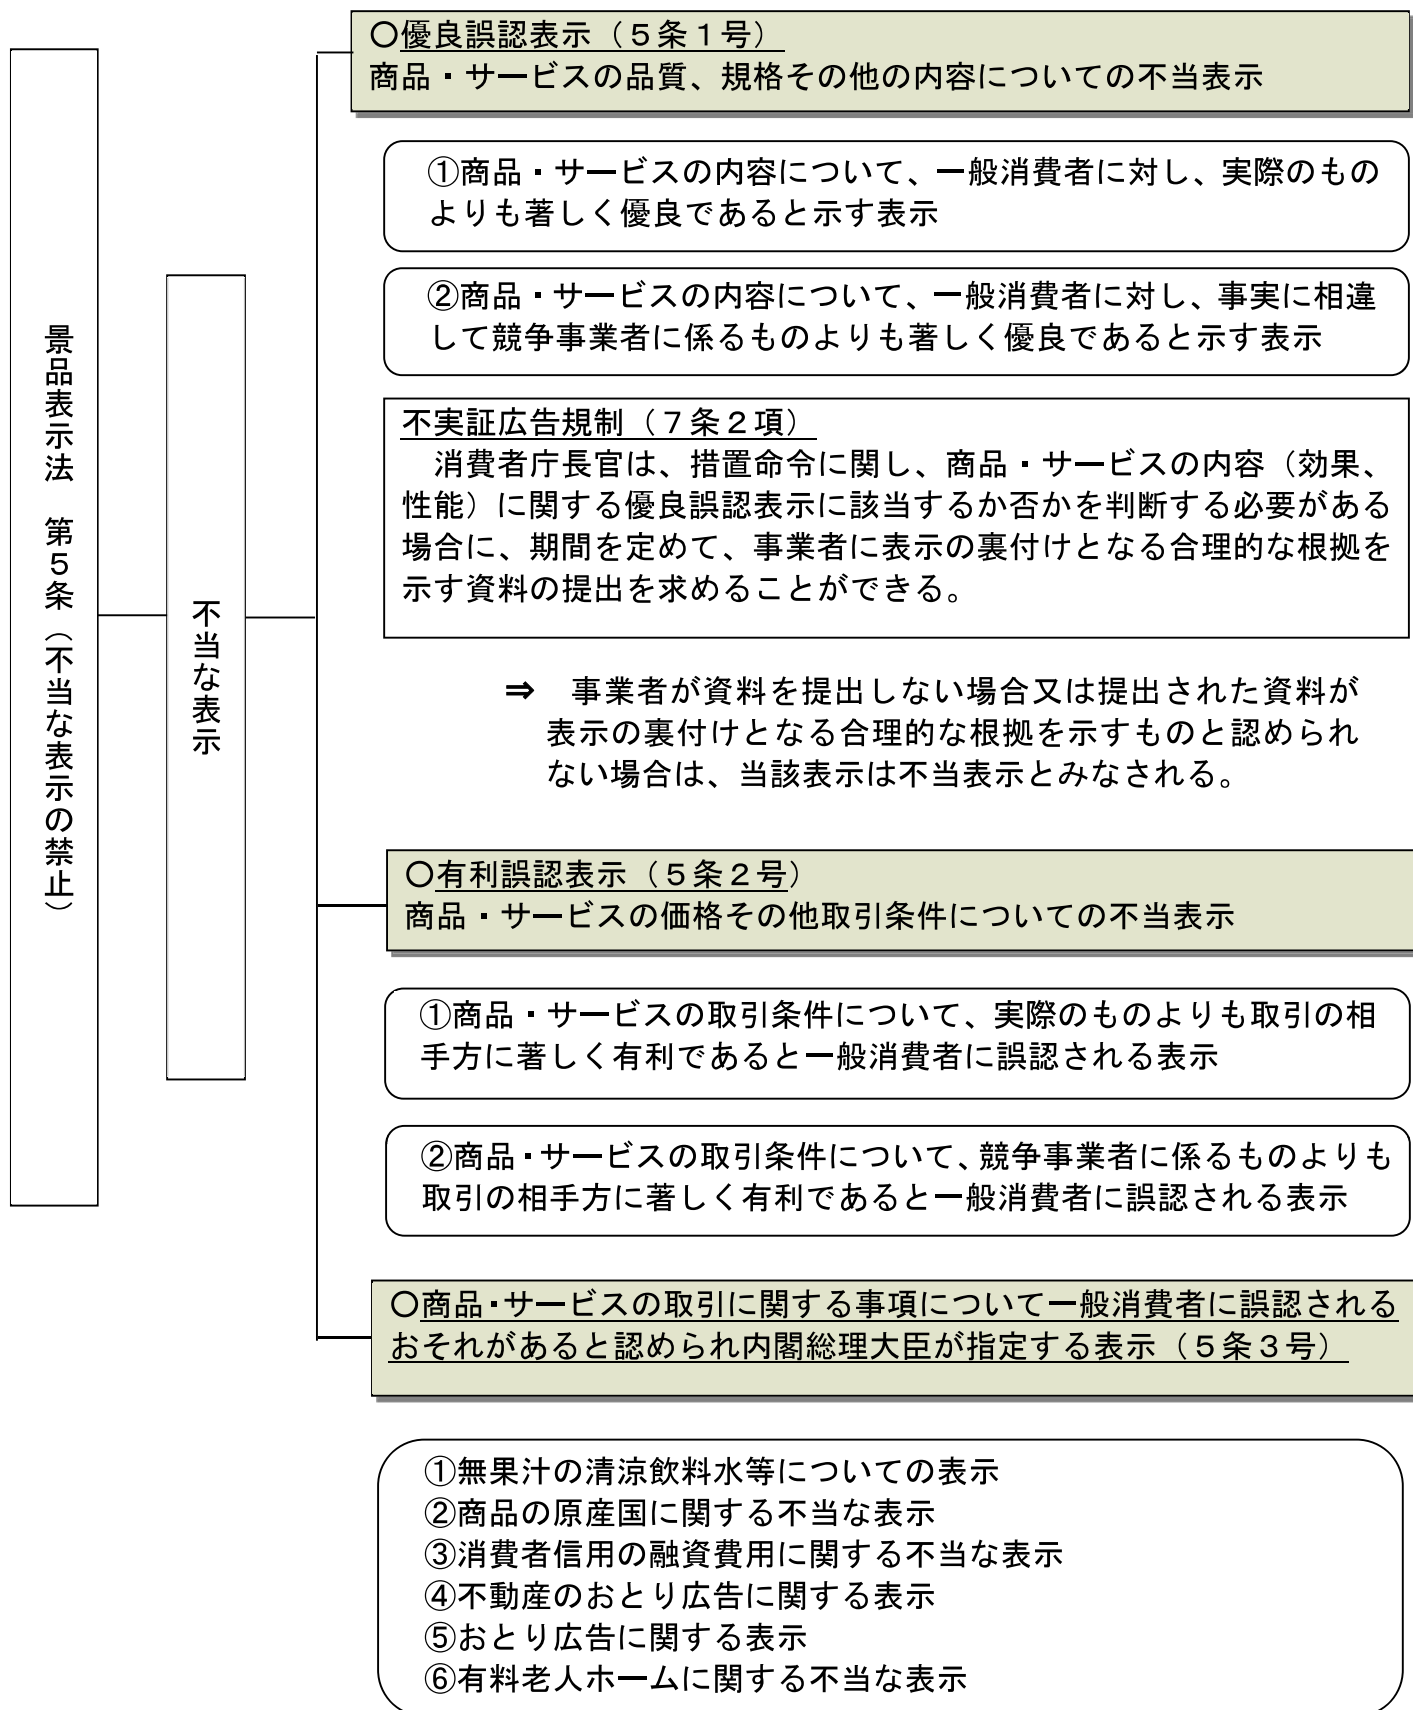 景品表示法　第５条（不当な表示の禁止）
不当な表示
○優良誤認表示（５条１号）
商品・サービスの品質、規格その他の内容についての不当表示
①商品・サービスの内容について、一般消費者に対し、実際のもの
よりも著しく優良であると示す表示
②商品・サービスの内容について、一般消費者に対し、事実に相違
して競争事業者に係るものよりも著しく優良であると示す表示
不実証広告規制（７条２項）
消費者庁長官は、措置命令に関し、商品・サービスの内容（効果、
性能）に関する優良誤認表示に該当するか否かを判断する必要がある
場合に、期間を定めて、事業者に表示の裏付けとなる合理的な根拠を
示す資料の提出を求めることができる。
⇒　事業者が資料を提出しない場合又は提出された資料が
表示の裏付けとなる合理的な根拠を示すものと認められ
ない場合は、当該表示は不当表示とみなされる。
○有利誤認表示（５条２号）
商品・サービスの価格その他取引条件についての不当表示
①商品・サービスの取引条件について、実際のものよりも取引の相
手方に著しく有利であると一般消費者に誤認される表示
②商品・サービスの取引条件について、競争事業者に係るものよりも
取引の相手方に著しく有利であると一般消費者に誤認される表示
○商品・サービスの取引に関する事項について一般消費者に誤認される
おそれがあると認められ内閣総理大臣が指定する表示（５条３号）
①無果汁の清涼飲料水等についての表示
②商品の原産国に関する不当な表示
③消費者信用の融資費用に関する不当な表示
④不動産のおとり広告に関する表示
⑤おとり広告に関する表示
⑥有料老人ホームに関する不当な表示